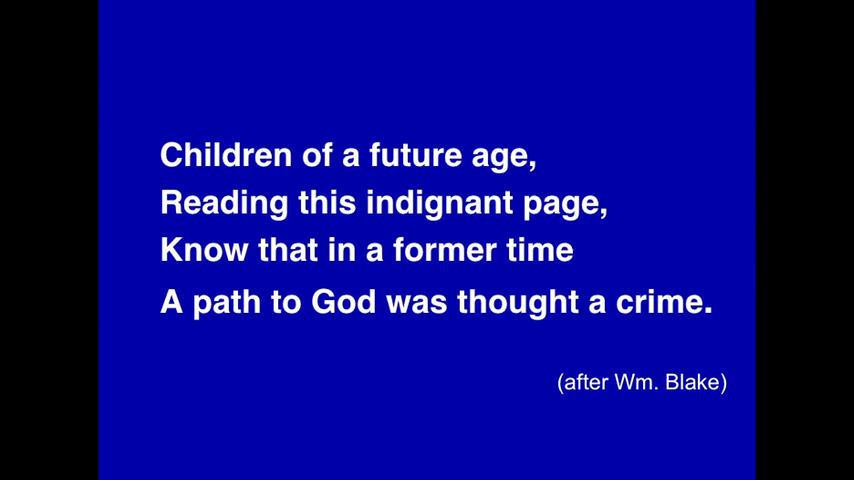 Children of a future age,
Reading this indignant page,
Know that in a former time
A path to God was thought a crime.
(after Wm. Blake)